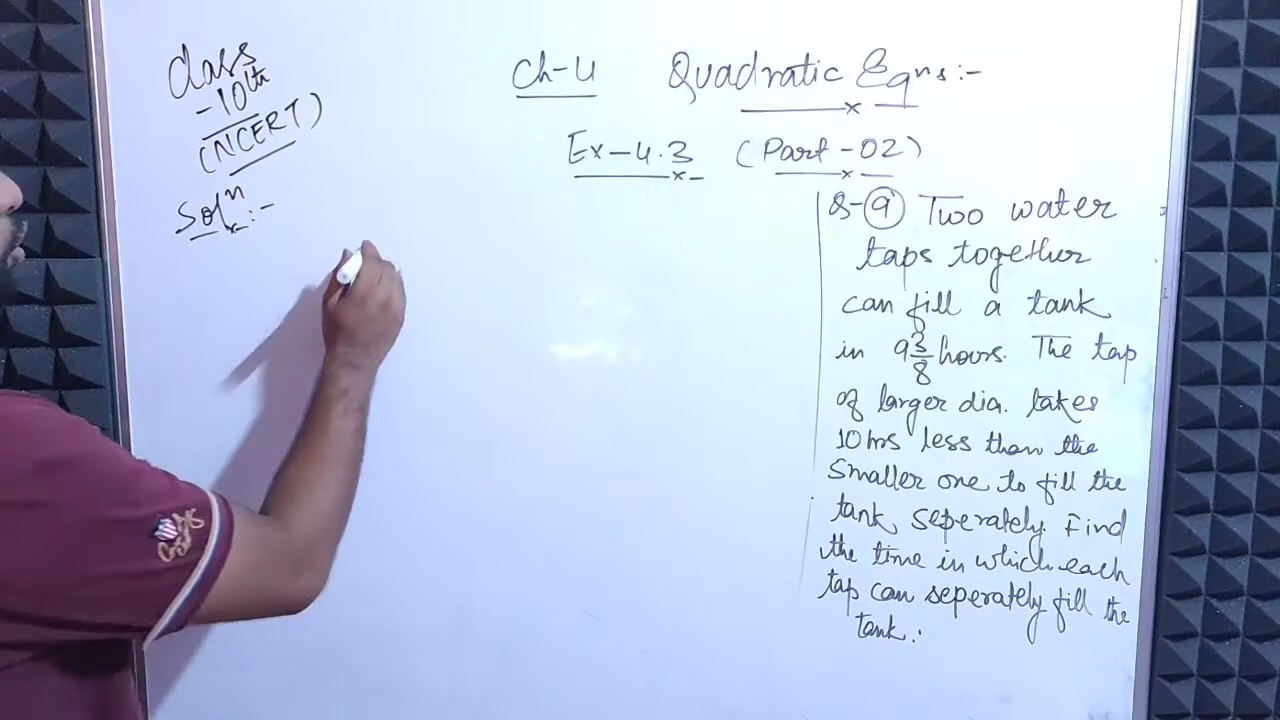 Class
-10th
(NCERT)
Ch-4 Quadratic Eqns:-
Ex-4.3 (Part-02)
Soln:-
Q-9 Two water
taps together
can fill a tank
in 9 3/8 hours. The tap
of larger dia. takes
10 hrs less than the
smaller one to fill the
tank seperately. Find
the time in which each
tap can seperately fill the
tank.